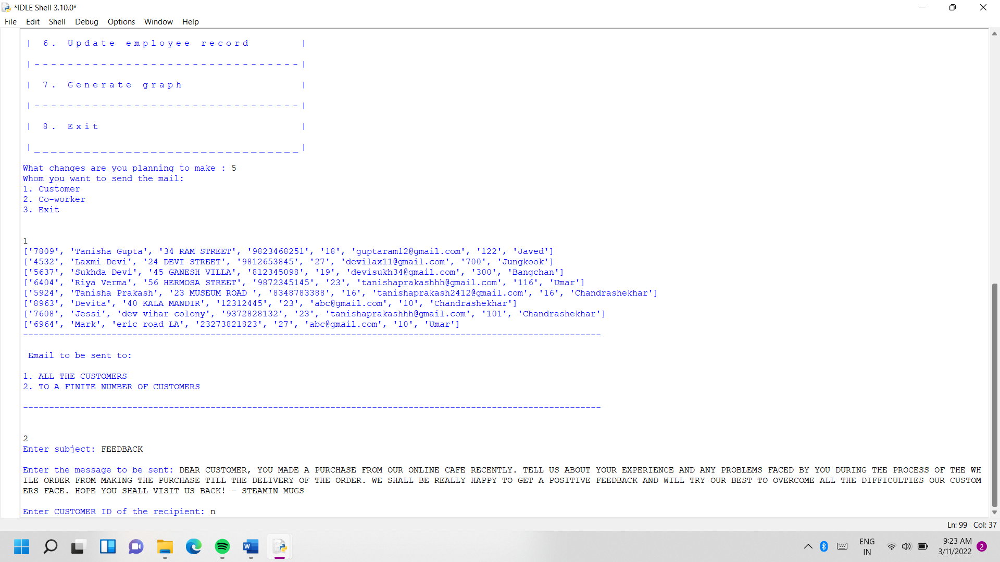 *IDLE Shell 3.10.0*
File Edit Shell Debug Options Window Help
| 6. Update employee record |
|--------------------------------|
| 7. Generate graph |
|--------------------------------|
| 8. Exit |
|________________________________|
What changes are you planning to make : 5
Whom you want to send the mail:
1. Customer
2. Co-worker
3. Exit
1
['7809', 'Tanisha Gupta', '34 RAM STREET', '9823468251', '18', 'guptaram12@gmail.com', '122', 'Javed']
['4532', 'Laxmi Devi', '24 DEVI STREET', '9812653845', '27', 'devilax11@gmail.com', '700', 'Jungkook']
['5637', 'Sukhda Devi', '45 GANESH VILLA', '812345098', '19', 'devisukh34@gmail.com', '300', 'Bangchan']
['6404', 'Riya Verma', '56 HERMOSA STREET', '9872345145', '23', 'tanishaprakashhh@gmail.com', '116', 'Umar']
['5924', 'Tanisha Prakash', '23 MUSEUM ROAD ', '8348783388', '16', 'tanishaprakash2412@gmail.com', '16', 'Chandrashekhar']
['8963', 'Devita', '40 KALA MANDIR', '12312445', '23', 'abc@gmail.com', '10', 'Chandrashekhar']
['7608', 'Jessi', 'dev vihar colony', '9372828132', '23', 'tanishaprakashhh@gmail.com', '101', 'Chandrashekhar']
['6964', 'Mark', 'eric road LA', '23273821823', '27', 'abc@gmail.com', '10', 'Umar']
---------------------------------------------------------------------------------------------------------------
Email to be sent to:
1. ALL THE CUSTOMERS
2. TO A FINITE NUMBER OF CUSTOMERS
---------------------------------------------------------------------------------------------------------------
2
Enter subject: FEEDBACK
Enter the message to be sent: DEAR CUSTOMER, YOU MADE A PURCHASE FROM OUR ONLINE CAFE RECENTLY. TELL US ABOUT YOUR EXPERIENCE AND ANY PROBLEMS FACED BY YOU DURING THE PROCESS OF THE WH
ILE ORDER FROM MAKING THE PURCHASE TILL THE DELIVERY OF THE ORDER. WE SHALL BE REALLY HAPPY TO GET A POSITIVE FEEDBACK AND WILL TRY OUR BEST TO OVERCOME ALL THE DIFFICULTIES OUR CUSTOM
ERS FACE. HOPE YOU SHALL VISIT US BACK! - STEAMIN MUGS
Enter CUSTOMER ID of the recipient: n
Ln: 99 Col: 37
ENG
IN
9:23 AM
3/11/2022
2